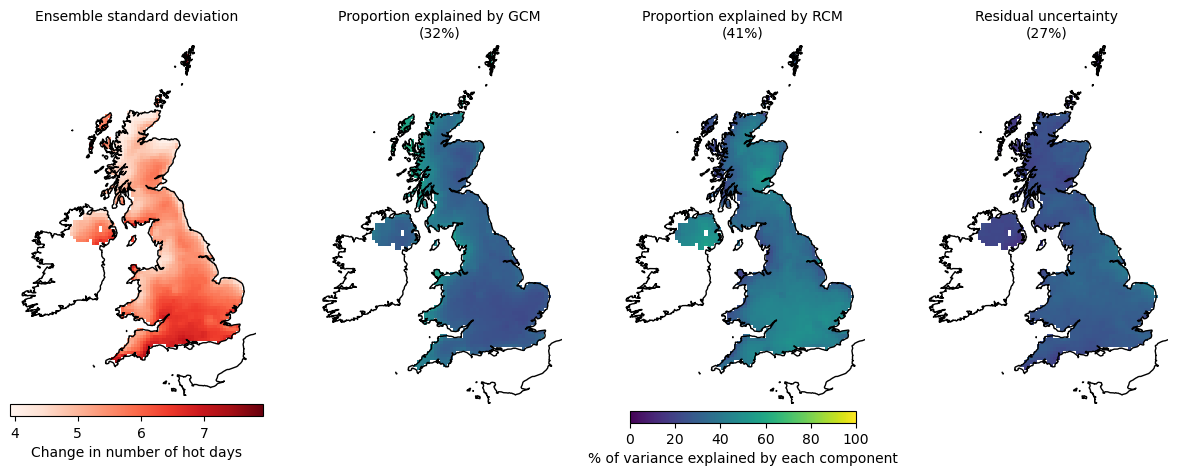 Ensemble standard deviation
Proportion explained by GCM
(32%)
Proportion explained by RCM
(41%)
Residual uncertainty
(27%)
4 5 6 7
Change in number of hot days
0 20 40 60 80 100
% of variance explained by each component